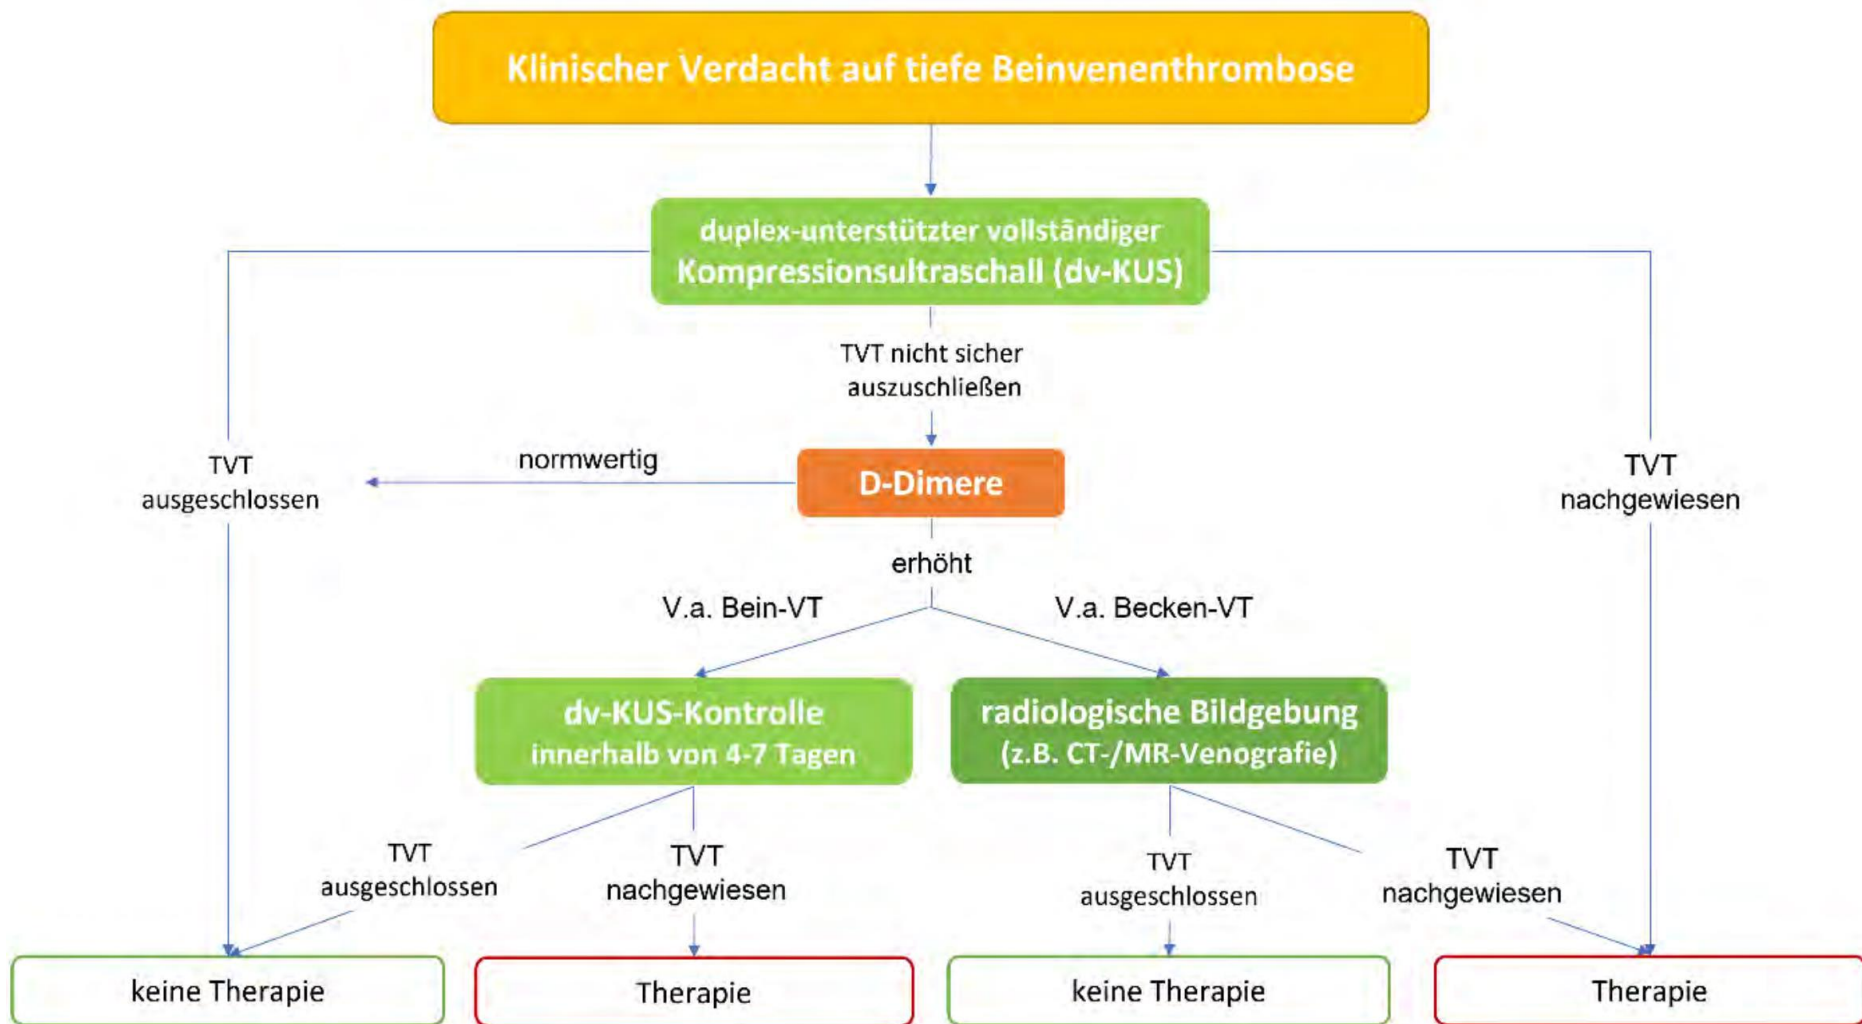 Klinischer Verdacht auf tiefe Beinvenenthrombose
duplex-unterstützter vollständiger
Kompressionsultraschall (dv-KUS)
TVT nicht sicher
auszuschließen
TVT
ausgeschlossen
normwertig
D-Dimere
TVT
nachgewiesen
erhöht
V.a. Bein-VT
V.a. Becken-VT
dv-KUS-Kontrolle
innerhalb von 4-7 Tagen
radiologische Bildgebung
(z.B. CT-/MR-Venografie)
TVT
ausgeschlossen
TVT
nachgewiesen
TVT
ausgeschlossen
TVT
nachgewiesen
keine Therapie
Therapie
keine Therapie
Therapie